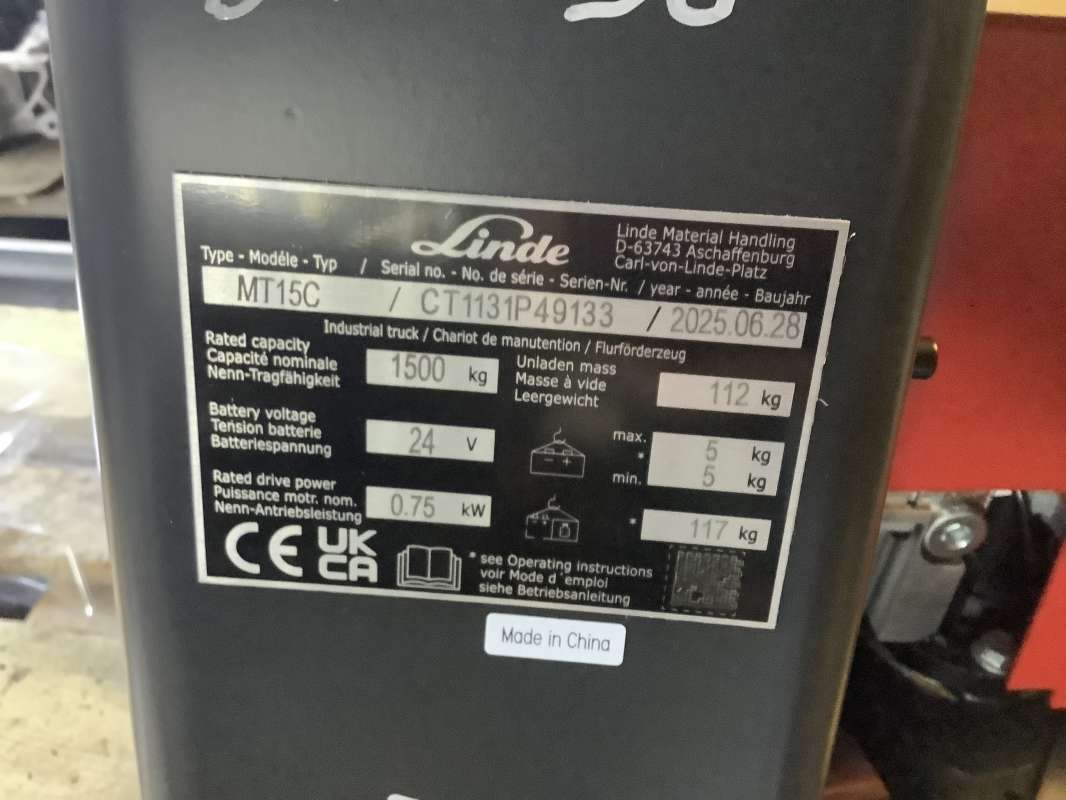 Linde
Linde Material Handling
D-63743 Aschaffenburg
Carl-von-Linde-Platz
Type - Modéle - Typ / Serial no. - No. de série - Serien-Nr. / year - année - Baujahr
MT15C / CT1131P49133 / 2025.06.28
Industrial truck / Chariot de manutention / Flurförderzeug
Rated capacity
Capacité nominale
Nenn-Tragfähigkeit
1500 kg
Unladen mass
Masse à vide
Leergewicht
112 kg
Battery voltage
Tension batterie
Batteriespannung
24 V
max. 5 kg
*
min. 5 kg
Rated drive power
Puissance motr. nom.
Nenn-Antriebsleistung
0.75 kW
* 117 kg
CE UK
CA
* see Operating instructions
voir Mode d´emploi
siehe Betriebsanleitung
Made in China